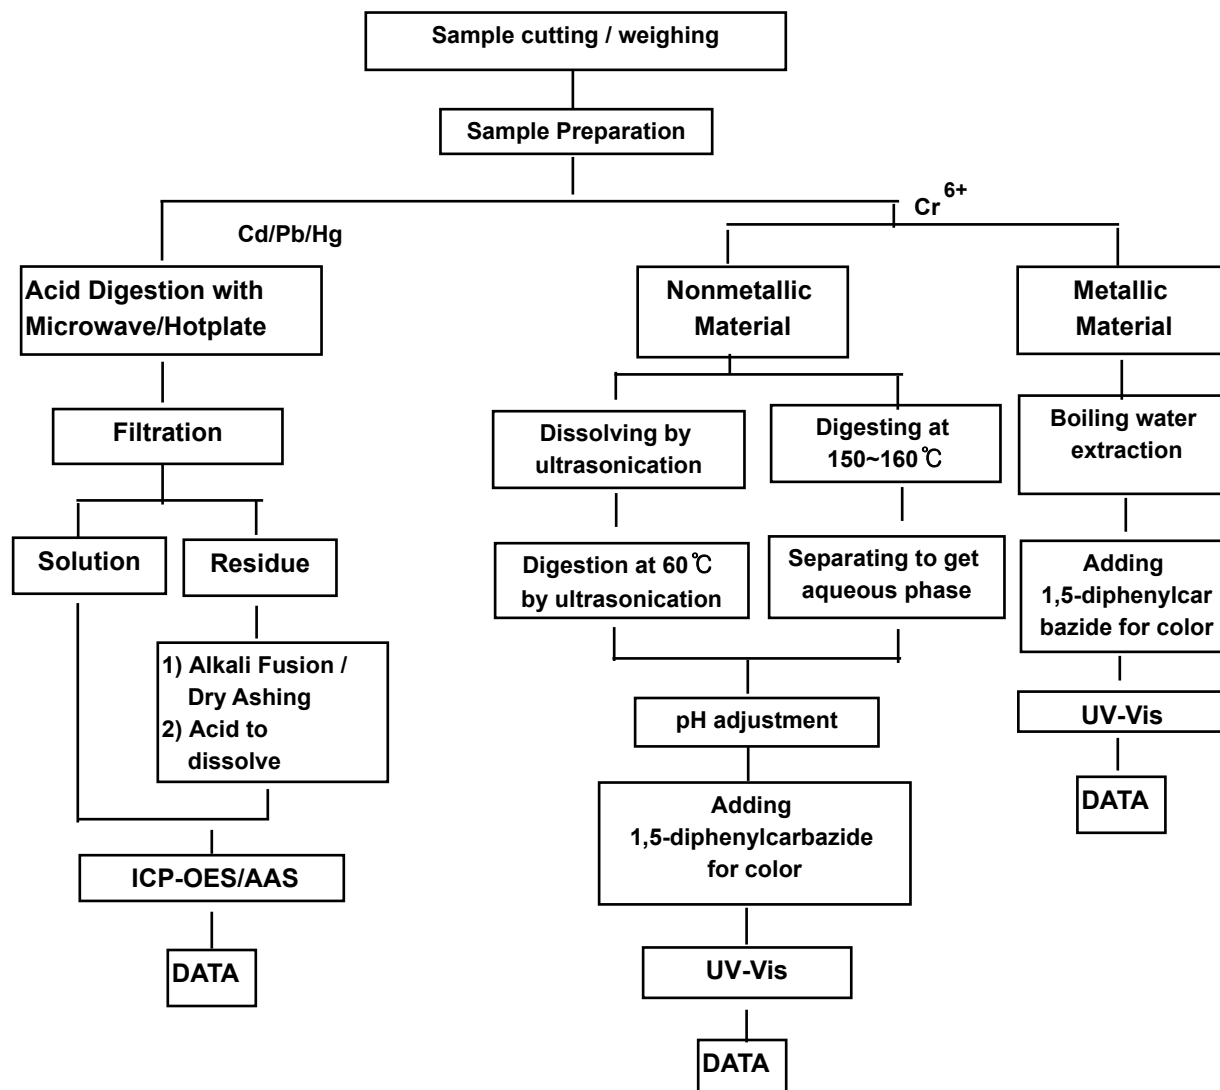 Sample cutting / weighing
Sample Preparation
Cd/Pb/Hg
Cr6+
Acid Digestion with
Microwave/Hotplate
Nonmetallic
Material
Metallic
Material
Filtration
Dissolving by
ultrasonication
Digesting at
150~160℃
Boiling water
extraction
Solution
Residue
Digestion at 60℃
by ultrasonication
Separating to get
aqueous phase
Adding
1,5-diphenylcar
bazide for color
1) Alkali Fusion /
Dry Ashing
2) Acid to
dissolve
pH adjustment
UV-Vis
Adding
1,5-diphenylcarbazide
for color
DATA
ICP-OES/AAS
UV-Vis
DATA
DATA